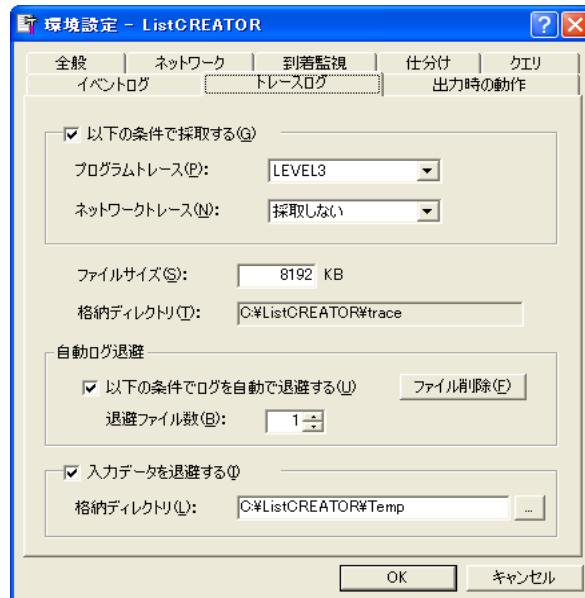 環境設定 - ListCREATOR
全般 ネットワーク 到着監視 仕分け クエリ
イベントログ トレースログ 出力時の動作
以下の条件で採取する(G)
プログラムトレース(P): LEVEL3
ネットワークトレース(N): 採取しない
ファイルサイズ(S): 8192 KB
格納ディレクトリ(T): C:¥ListCREATOR¥trace
自動ログ退避
以下の条件でログを自動で退避する(U) ファイル削除(F)
退避ファイル数(B): 1
入力データを退避する(I)
格納ディレクトリ(L): C:¥ListCREATOR¥Temp ...
OK キャンセル